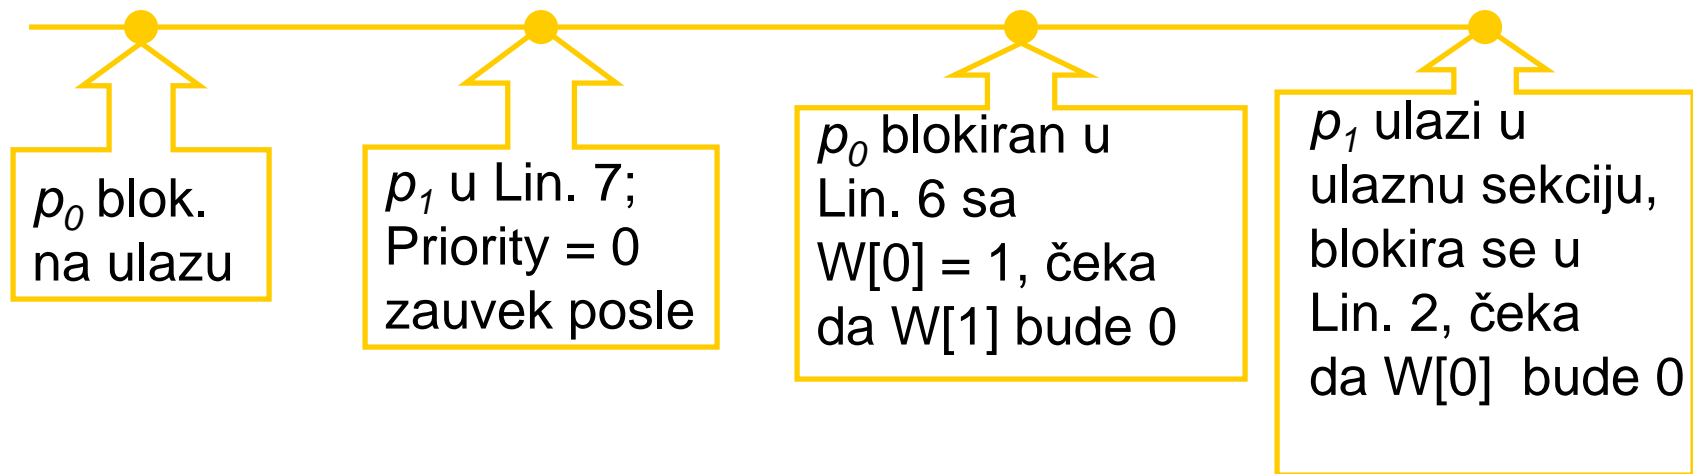 p0 blok.
na ulazu
p1 u Lin. 7;
Priority = 0
zauvek posle
p0 blokiran u
Lin. 6 sa
W[0] = 1, čeka
da W[1] bude 0
p1 ulazi u
ulaznu sekciju,
blokira se u
Lin. 2, čeka
da W[0] bude 0